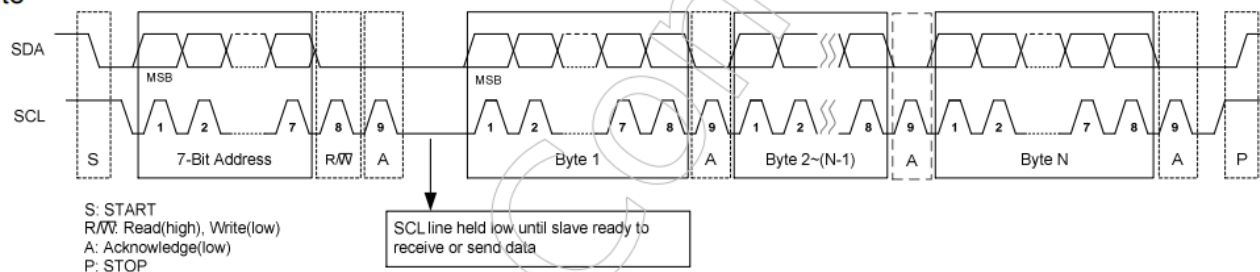 SDA
MSB
MSB
SCL
1 2 7 8 9 1 2 7 8 9 1 2 8 9 1 2 7 8 9
S 7-Bit Address R/W A Byte 1 A Byte 2~(N-1) A Byte N A P
S: START
R/W: Read(high), Write(low)
A: Acknowledge(low)
P: STOP
SCL line held low until slave ready to
receive or send data